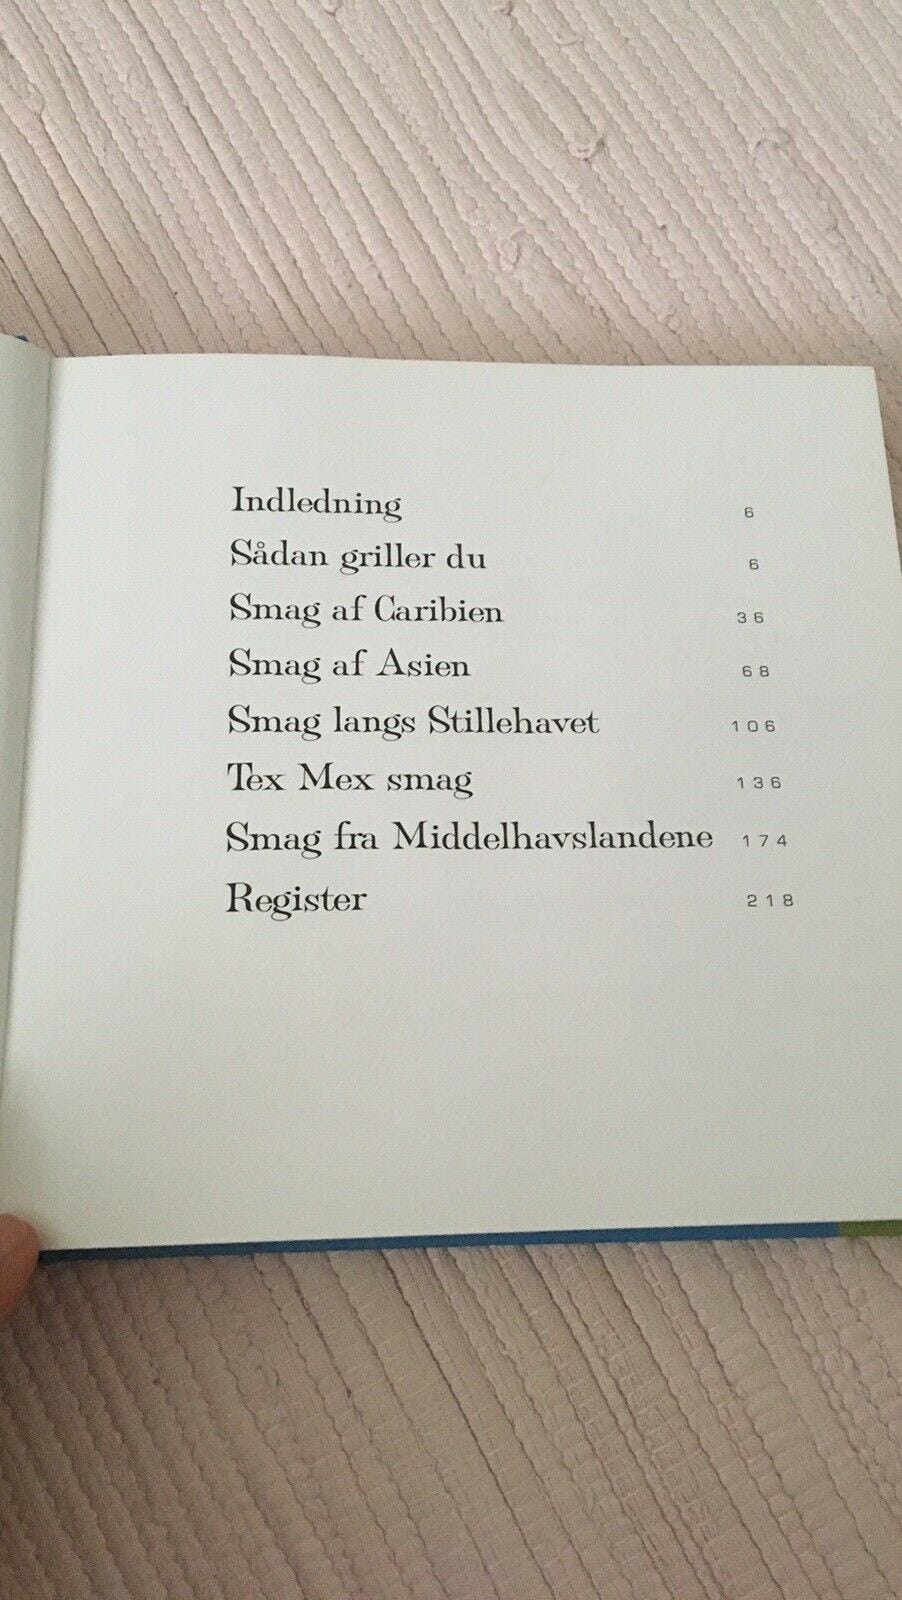 Indledning 6
Sådan griller du 6
Smag af Caribien 36
Smag af Asien 68
Smag langs Stillehavet 106
Tex Mex smag 136
Smag fra Middelhavslandene 174
Register 218